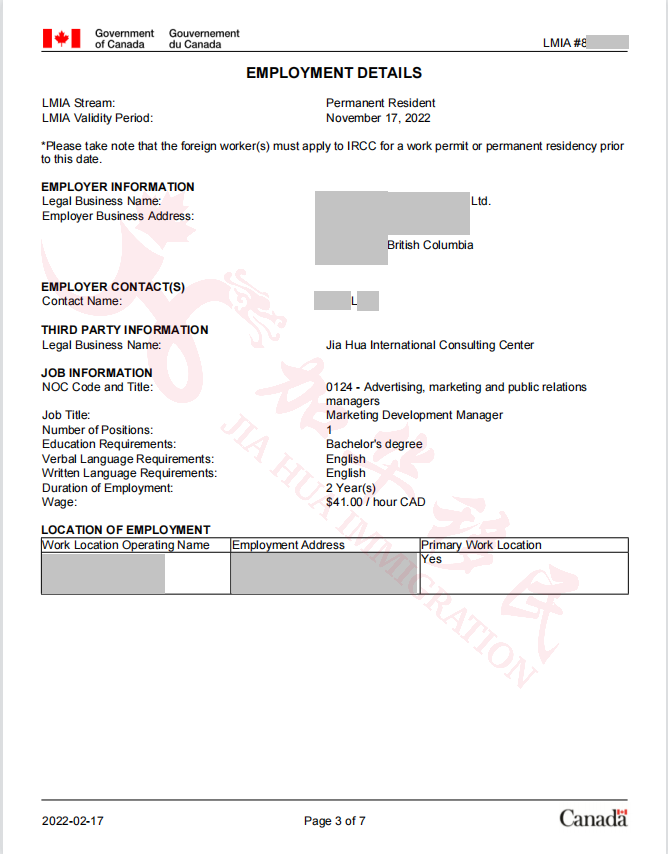 Government Gouvernement
of Canada du Canada
LMIA #8
EMPLOYMENT DETAILS
LMIA Stream: Permanent Resident
LMIA Validity Period: November 17, 2022
*Please take note that the foreign worker(s) must apply to IRCC for a work permit or permanent residency prior
to this date.
EMPLOYER INFORMATION
Legal Business Name: Ltd.
Employer Business Address:
British Columbia
EMPLOYER CONTACT(S)
Contact Name: L
THIRD PARTY INFORMATION
Legal Business Name: Jia Hua International Consulting Center
JOB INFORMATION
NOC Code and Title: 0124 - Advertising, marketing and public relations
managers
Job Title: Marketing Development Manager
Number of Positions: 1
Education Requirements: Bachelor's degree
Verbal Language Requirements: English
Written Language Requirements: English
Duration of Employment: 2 Year(s)
Wage: $41.00 / hour CAD
LOCATION OF EMPLOYMENT
Work Location Operating Name Employment Address Primary Work Location
Yes
加华移民
JIA HUA IMMIGRATION
2022-02-17 Page 3 of 7 Canada